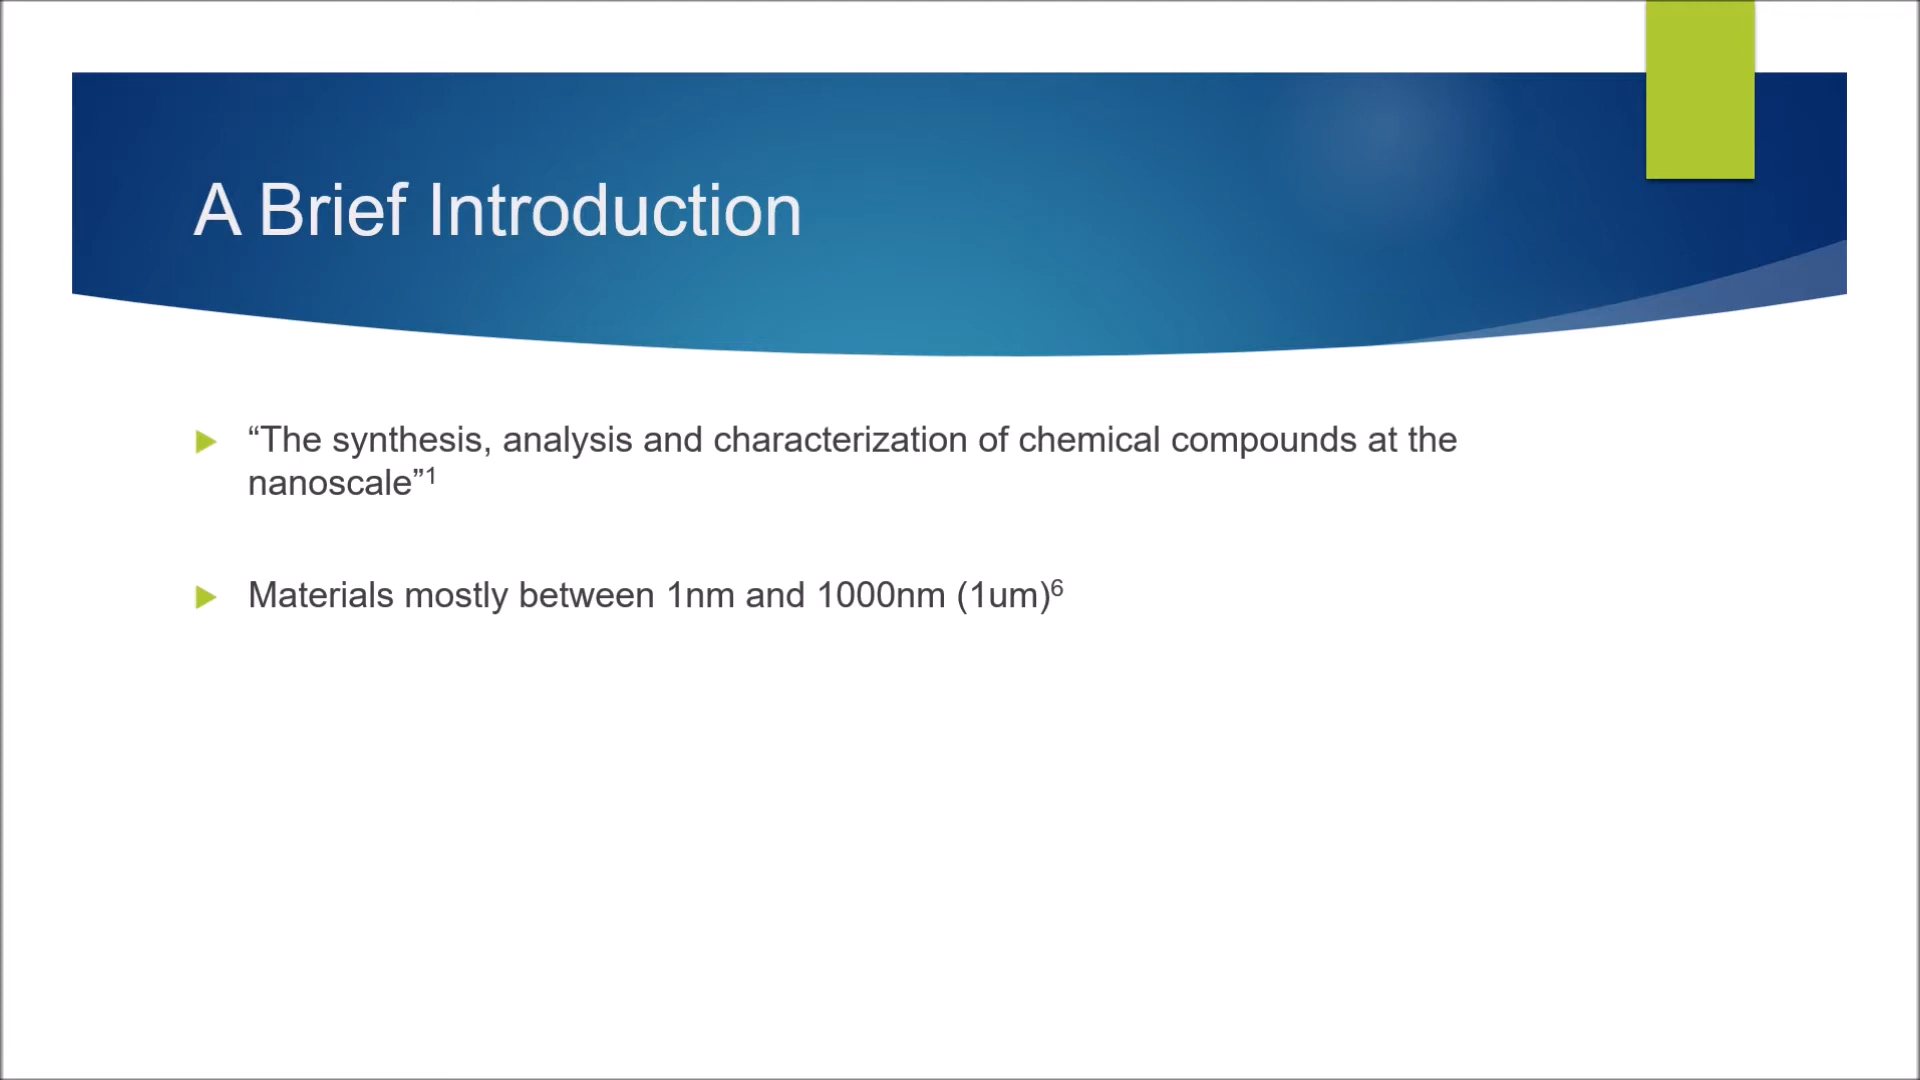 A Brief Introduction
“The synthesis, analysis and characterization of chemical compounds at the
nanoscale”¹
Materials mostly between 1nm and 1000nm (1um)⁶